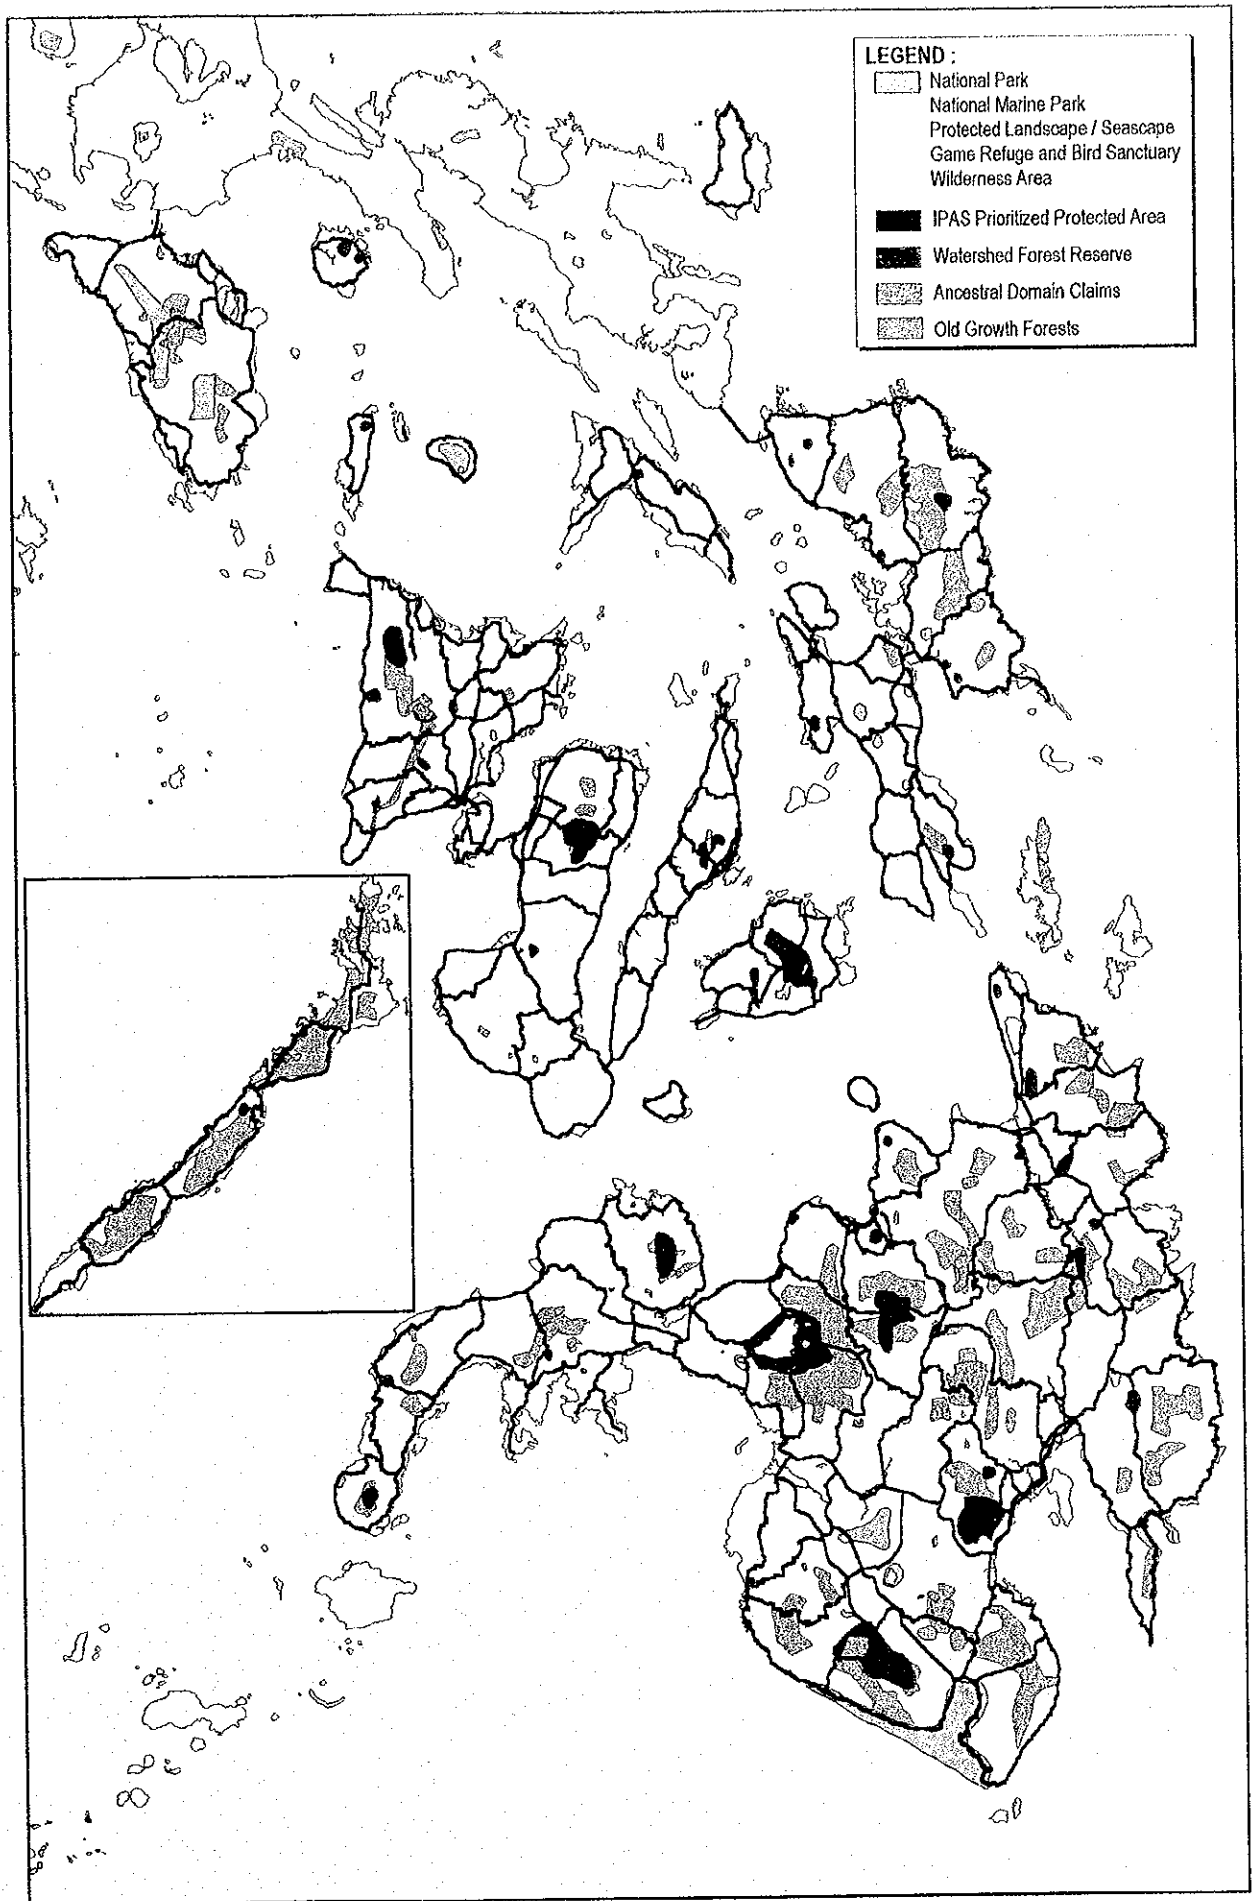 LEGEND :
National Park
National Marine Park
Protected Landscape / Seascape
Game Refuge and Bird Sanctuary
Wilderness Area
IPAS Prioritized Protected Area
Watershed Forest Reserve
Ancestral Domain Claims
Old Growth Forests